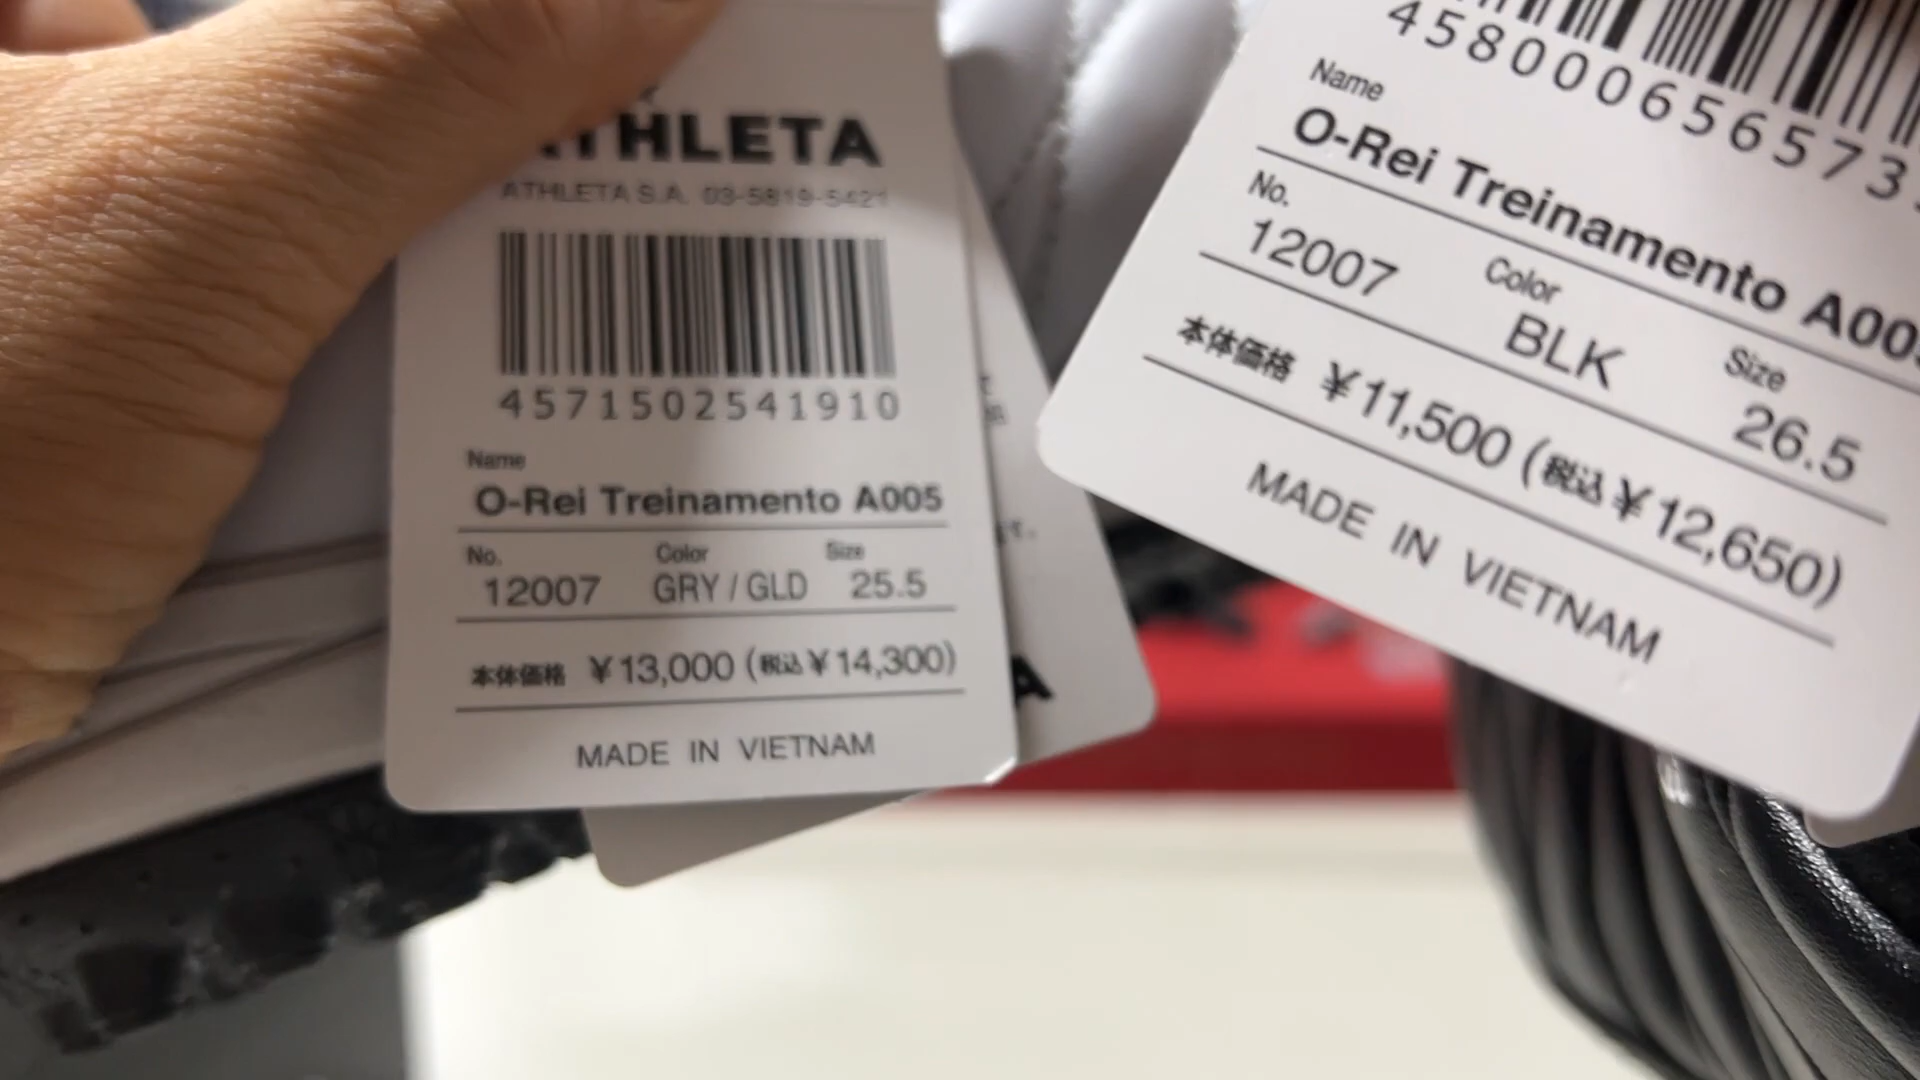 ATHLETA
ATHLETA S.A. 03-5819-5421
4571502541910
Name
O-Rei Treinamento A005
No. Color Size
12007 GRY / GLD 25.5
本体価格 ¥13,000 (税込¥14,300)
MADE IN VIETNAM
A
458000656573
Name
O-Rei Treinamento A00
No. Color Size
12007 BLK 26.5
本体価格 ¥11,500 (税込¥12,650)
MADE IN VIETNAM